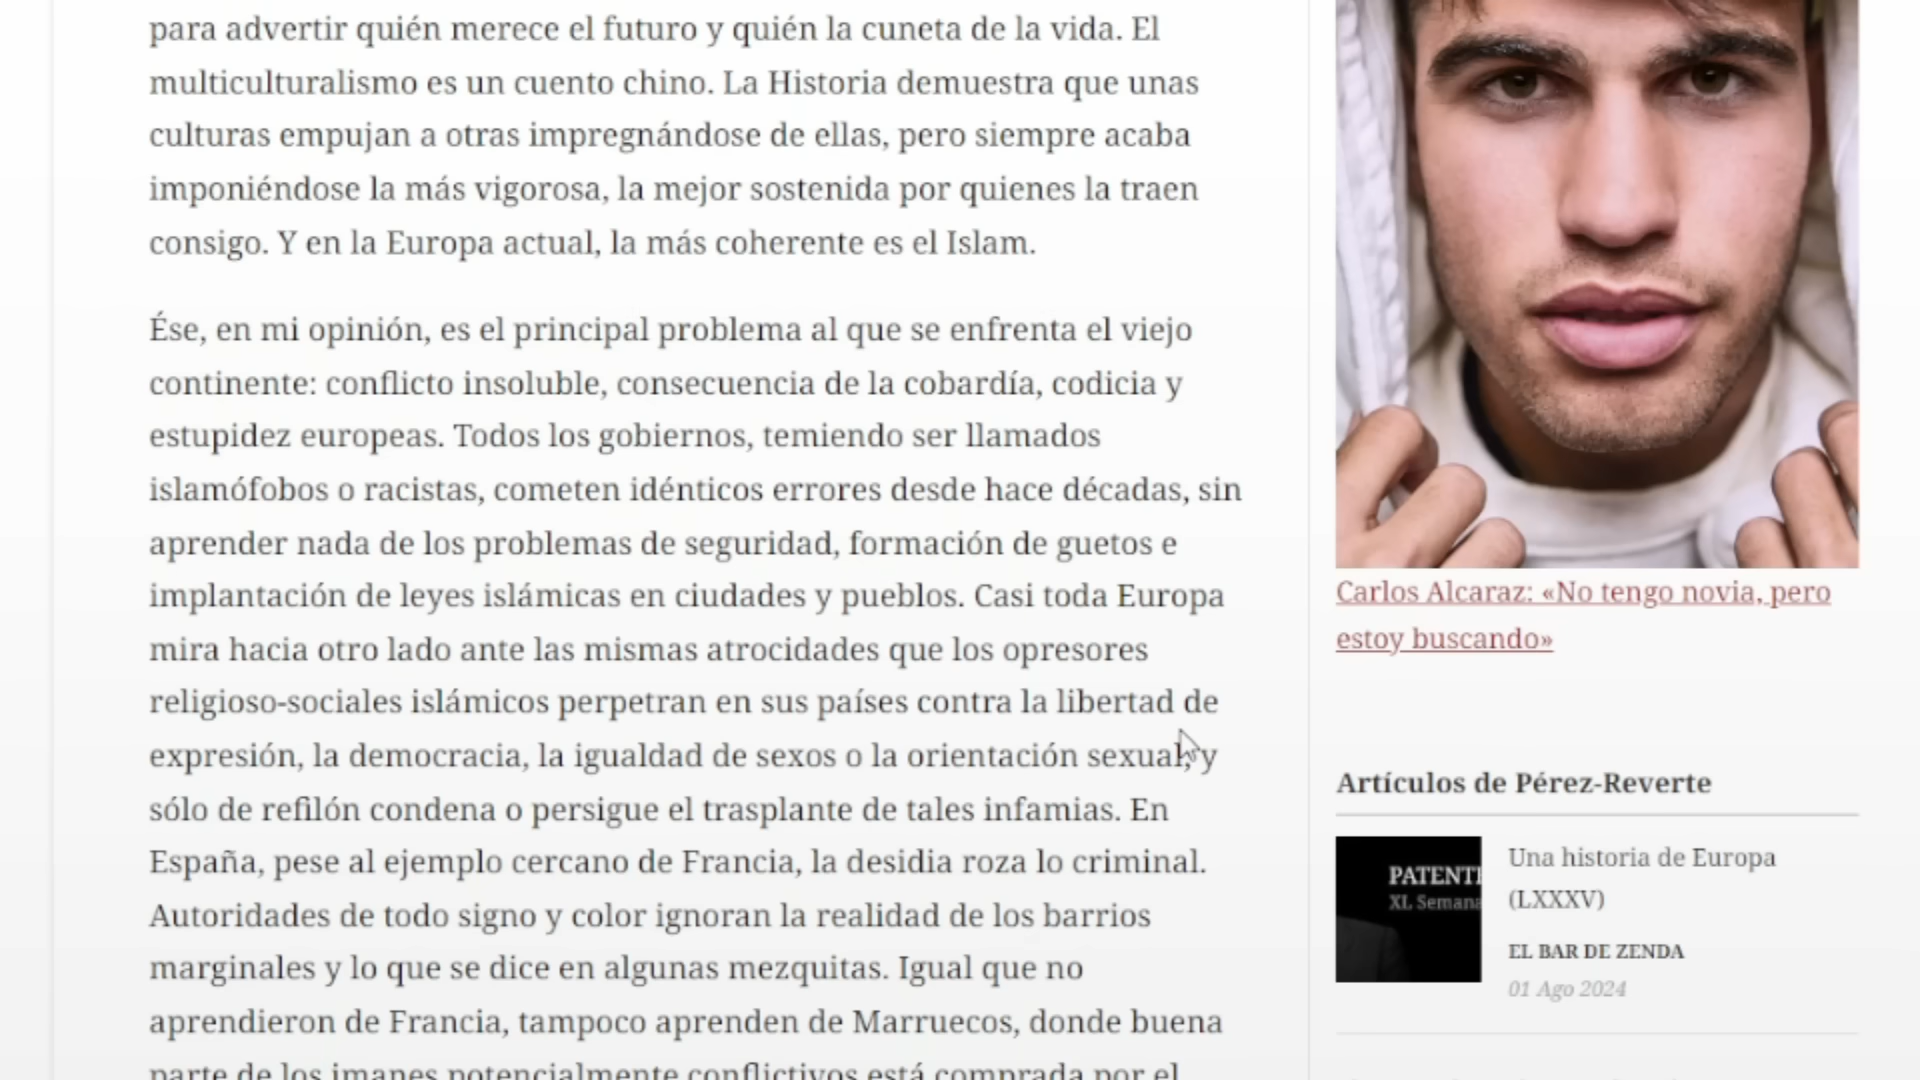 para advertir quién merece el futuro y quién la cuneta de la vida. El
multiculturalismo es un cuento chino. La Historia demuestra que unas
culturas empujan a otras impregnándose de ellas, pero siempre acaba
imponiéndose la más vigorosa, la mejor sostenida por quienes la traen
consigo. Y en la Europa actual, la más coherente es el Islam.
Ése, en mi opinión, es el principal problema al que se enfrenta el viejo
continente: conflicto insoluble, consecuencia de la cobardía, codicia y
estupidez europeas. Todos los gobiernos, temiendo ser llamados
islamófobos o racistas, cometen idénticos errores desde hace décadas, sin
aprender nada de los problemas de seguridad, formación de guetos e
implantación de leyes islámicas en ciudades y pueblos. Casi toda Europa
mira hacia otro lado ante las mismas atrocidades que los opresores
religioso-sociales islámicos perpetran en sus países contra la libertad de
expresión, la democracia, la igualdad de sexos o la orientación sexual, y
sólo de refilón condena o persigue el trasplante de tales infamias. En
España, pese al ejemplo cercano de Francia, la desidia roza lo criminal.
Autoridades de todo signo y color ignoran la realidad de los barrios
marginales y lo que se dice en algunas mezquitas. Igual que no
aprendieron de Francia, tampoco aprenden de Marruecos, donde buena
parte de los imanes potencialmente conflictivos está comprada por el
Carlos Alcaraz: «No tengo novia, pero
estoy buscando»
Artículos de Pérez-Reverte
PATENT
XL Semana
Una historia de Europa
(LXXXV)
EL BAR DE ZENDA
01 Ago 2024